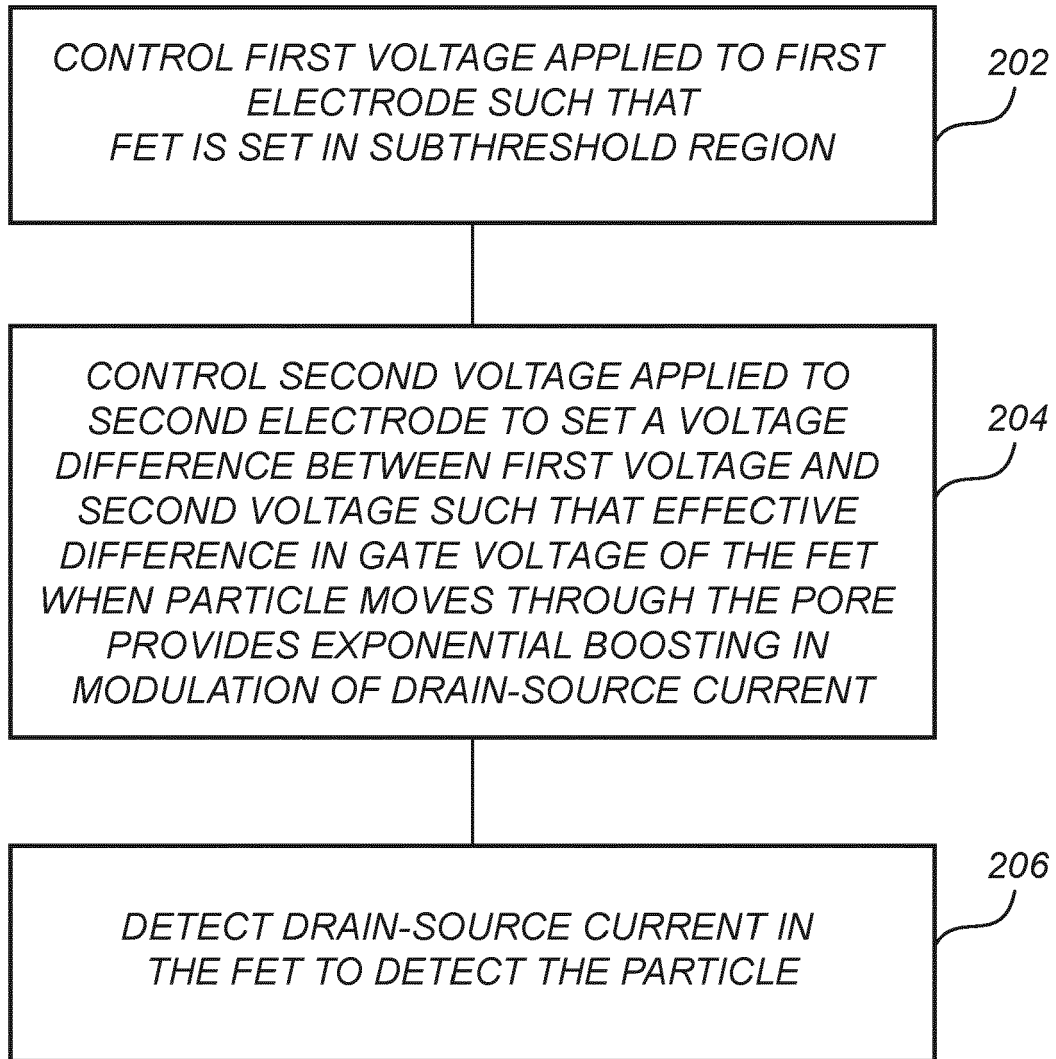 CONTROL FIRST VOLTAGE APPLIED TO FIRST
ELECTRODE SUCH THAT
FET IS SET IN SUBTHRESHOLD REGION
202
CONTROL SECOND VOLTAGE APPLIED TO
SECOND ELECTRODE TO SET A VOLTAGE
DIFFERENCE BETWEEN FIRST VOLTAGE AND
SECOND VOLTAGE SUCH THAT EFFECTIVE
DIFFERENCE IN GATE VOLTAGE OF THE FET
WHEN PARTICLE MOVES THROUGH THE PORE
PROVIDES EXPONENTIAL BOOSTING IN
MODULATION OF DRAIN-SOURCE CURRENT
204
DETECT DRAIN-SOURCE CURRENT IN
THE FET TO DETECT THE PARTICLE
206